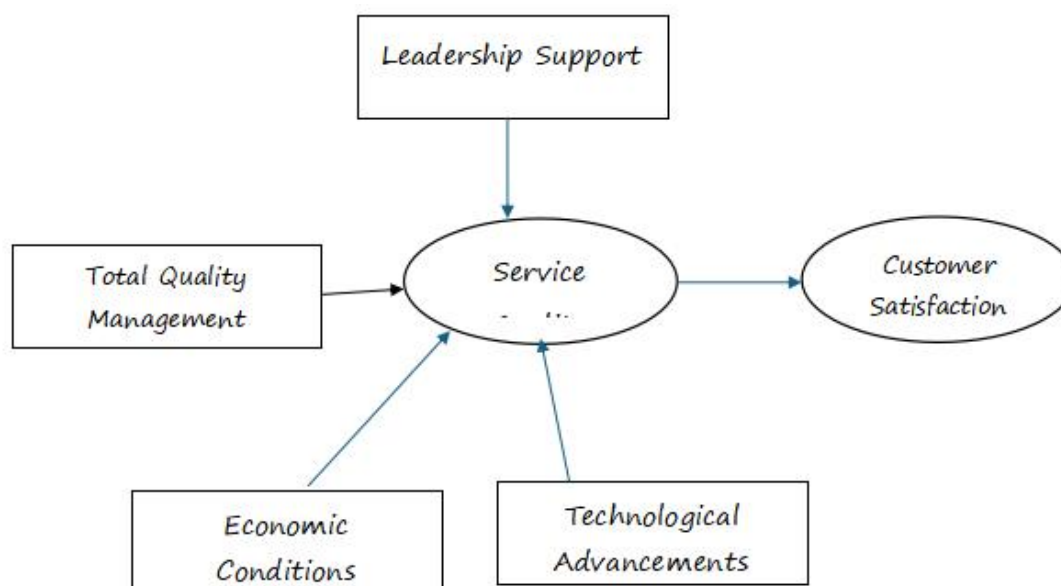 Leadership Support
Total Quality
Management
Service
Customer
Satisfaction
Economic
Conditions
Technological
Advancements